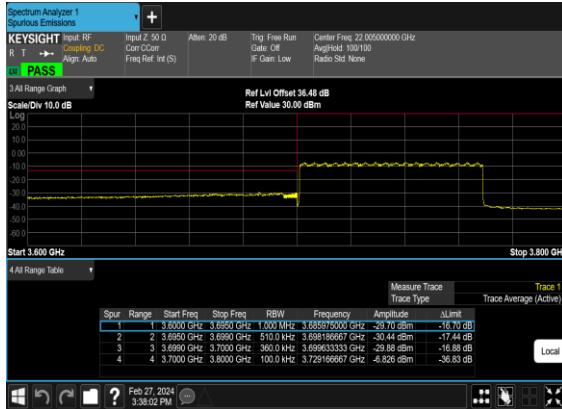 Spectrum Analyzer 1
Spurious Emissions
KEYSIGHT Input: RF Input Z: 50 Ω Atten: 20 dB Trig: Free Run Center Freq: 22.005000000 GHz
R T Coupling: DC Corr CCorr Gate: Off Avg|Hold: 100/100
Align: Auto Freq Ref: Int (S) IF Gain: Low Radio Std: None
LXI PASS
3 All Range Graph Ref Lvl Offset 36.48 dB
Scale/Div 10.0 dB Ref Value 30.00 dBm
Log
20.0
10.0
0.00
-10.0
-20.0
-30.0
-40.0
-50.0
-60.0
Start 3.600 GHz Stop 3.800 GH
4 All Range Table
Measure Trace Trace 1
Trace Type Trace Average (Active)
Spur Range Start Freq Stop Freq RBW Frequency Amplitude ΔLimit
1 1 3.6000 GHz 3.6950 GHz 1.000 MHz 3.685975000 GHz -29.70 dBm -16.70 dB
2 2 3.6950 GHz 3.6990 GHz 510.0 kHz 3.698186667 GHz -30.44 dBm -17.44 dB
3 3 3.6990 GHz 3.7000 GHz 360.0 kHz 3.699633333 GHz -29.88 dBm -16.88 dB
4 4 3.7000 GHz 3.8000 GHz 100.0 kHz 3.729166667 GHz -6.826 dBm -36.83 dB
Local
? Feb 27, 2024
3:38:02 PM